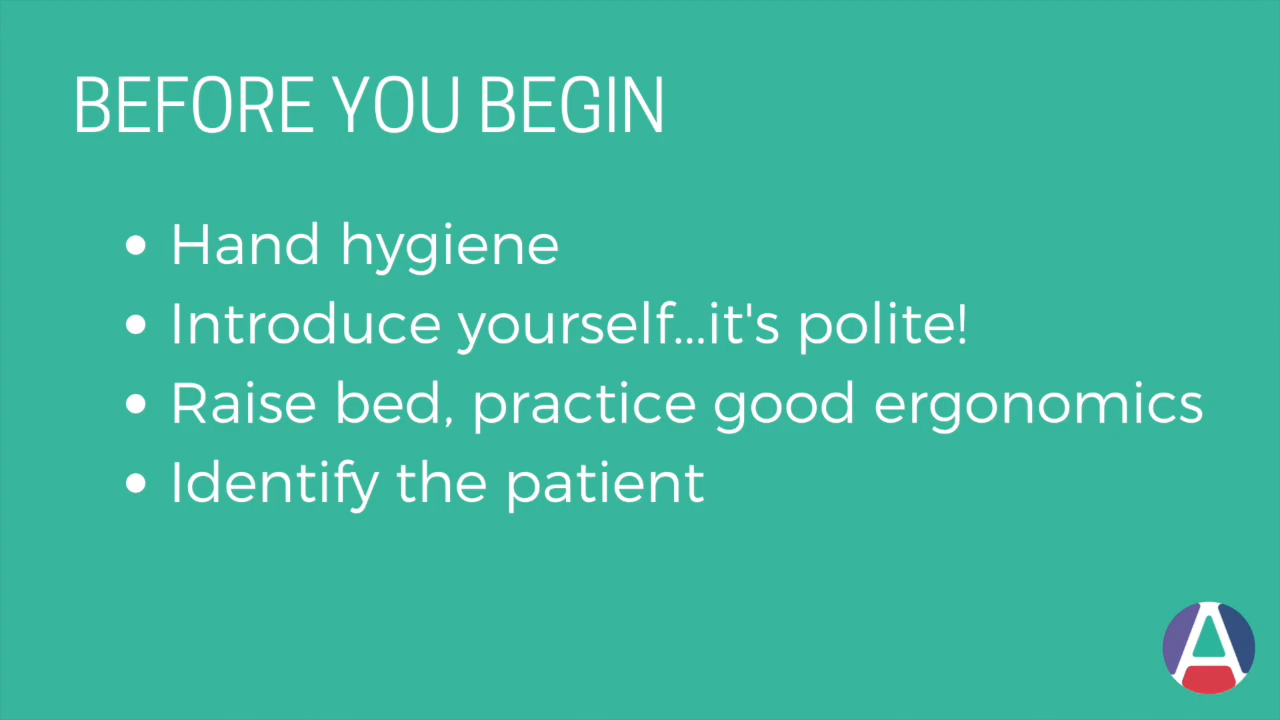 BEFORE YOU BEGIN
Hand hygiene
Introduce yourself...it's polite!
Raise bed, practice good ergonomics
Identify the patient
A